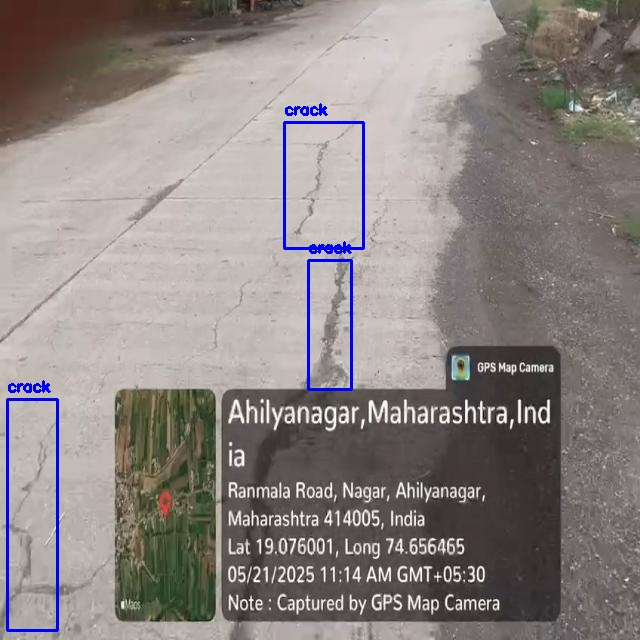 crack
crack
crack
GPS Map Camera
Ahilyanagar,Maharashtra,Ind
ia
Ranmala Road, Nagar, Ahilyanagar,
Maharashtra 414005, India
Lat 19.076001, Long 74.656465
05/21/2025 11:14 AM GMT+05:30
Note : Captured by GPS Map Camera
Maps